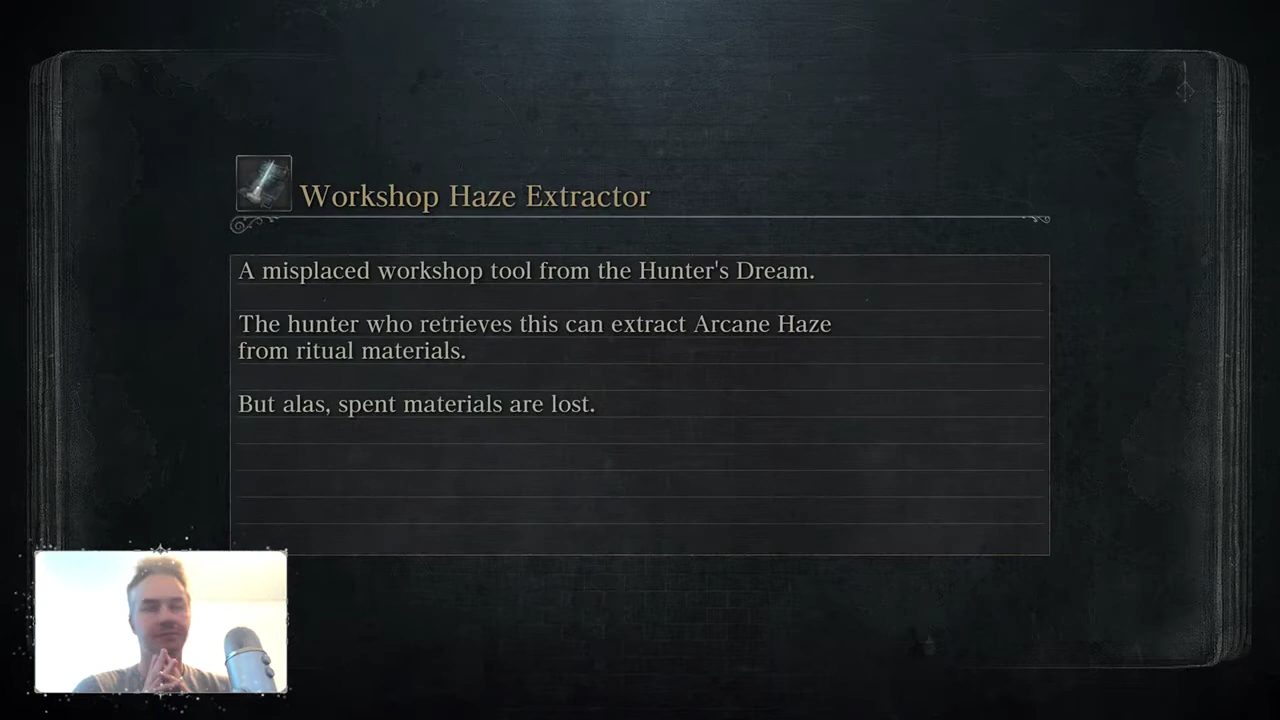 Workshop Haze Extractor
A misplaced workshop tool from the Hunter's Dream.
The hunter who retrieves this can extract Arcane Haze
from ritual materials.
But alas, spent materials are lost.